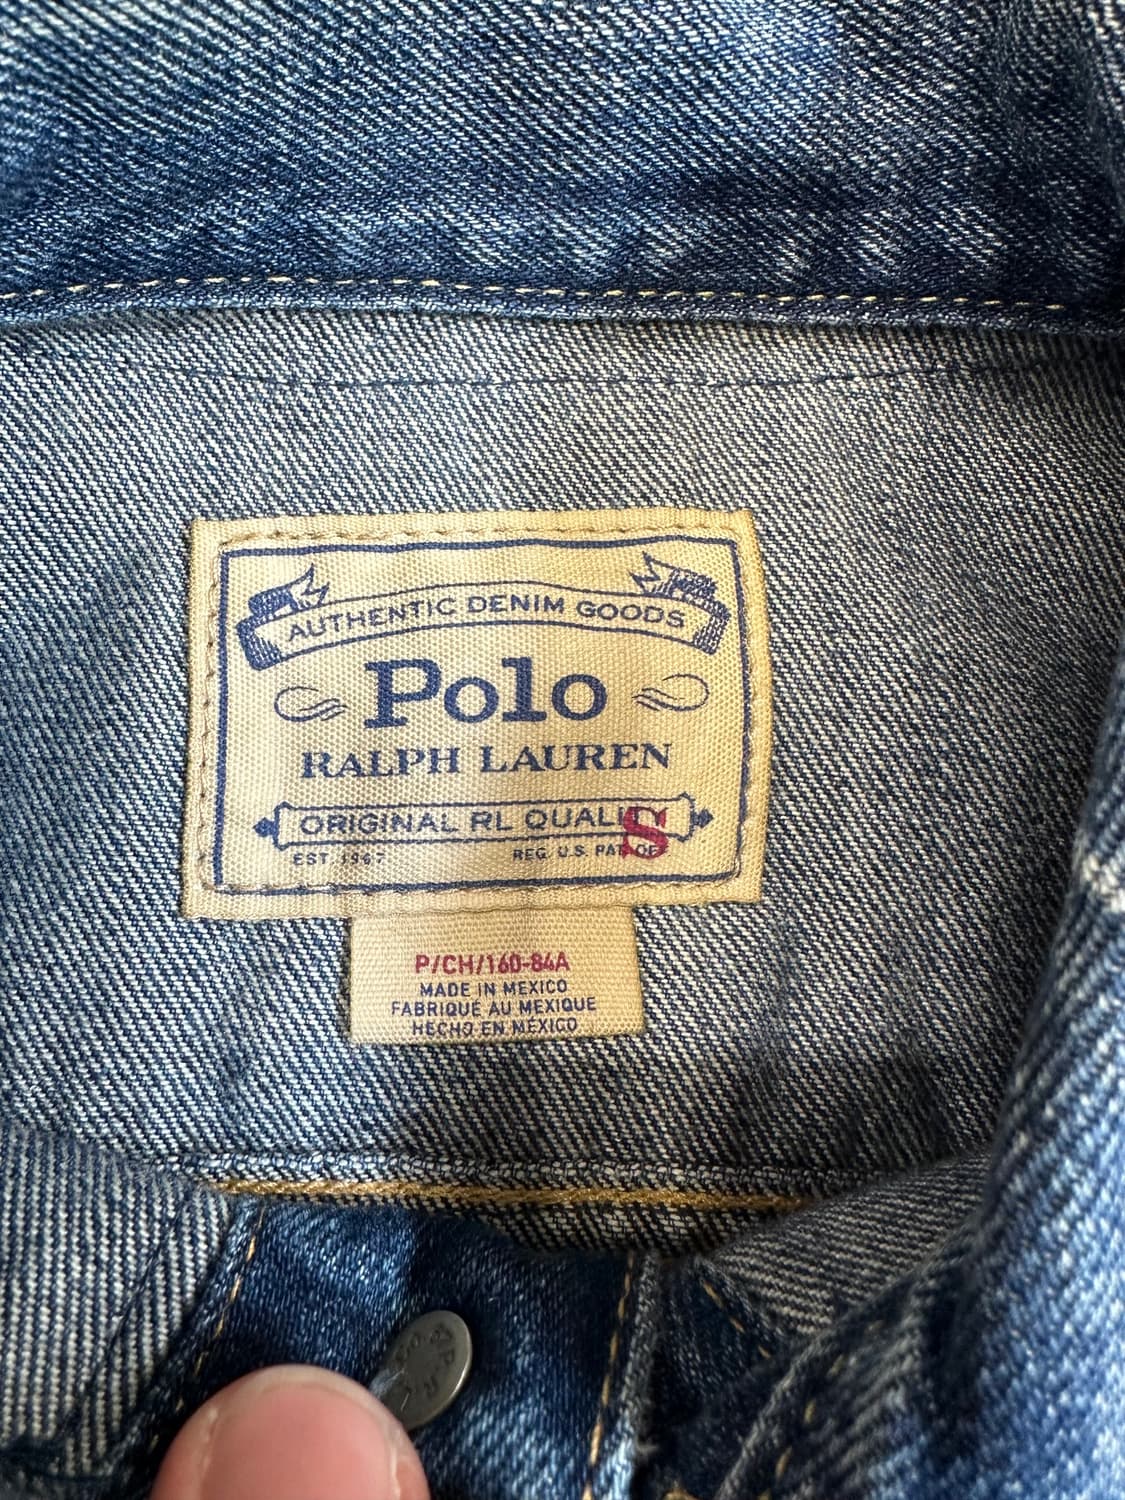 AUTHENTIC DENIM GOODS
Polo
RALPH LAUREN
ORIGINAL RL QUALITY
S
EST. 1967 REG. U.S. PAT. OFF.
P/CH/160-84A
MADE IN MEXICO
FABRIQUÉ AU MEXIQUE
HECHO EN MÉXICO